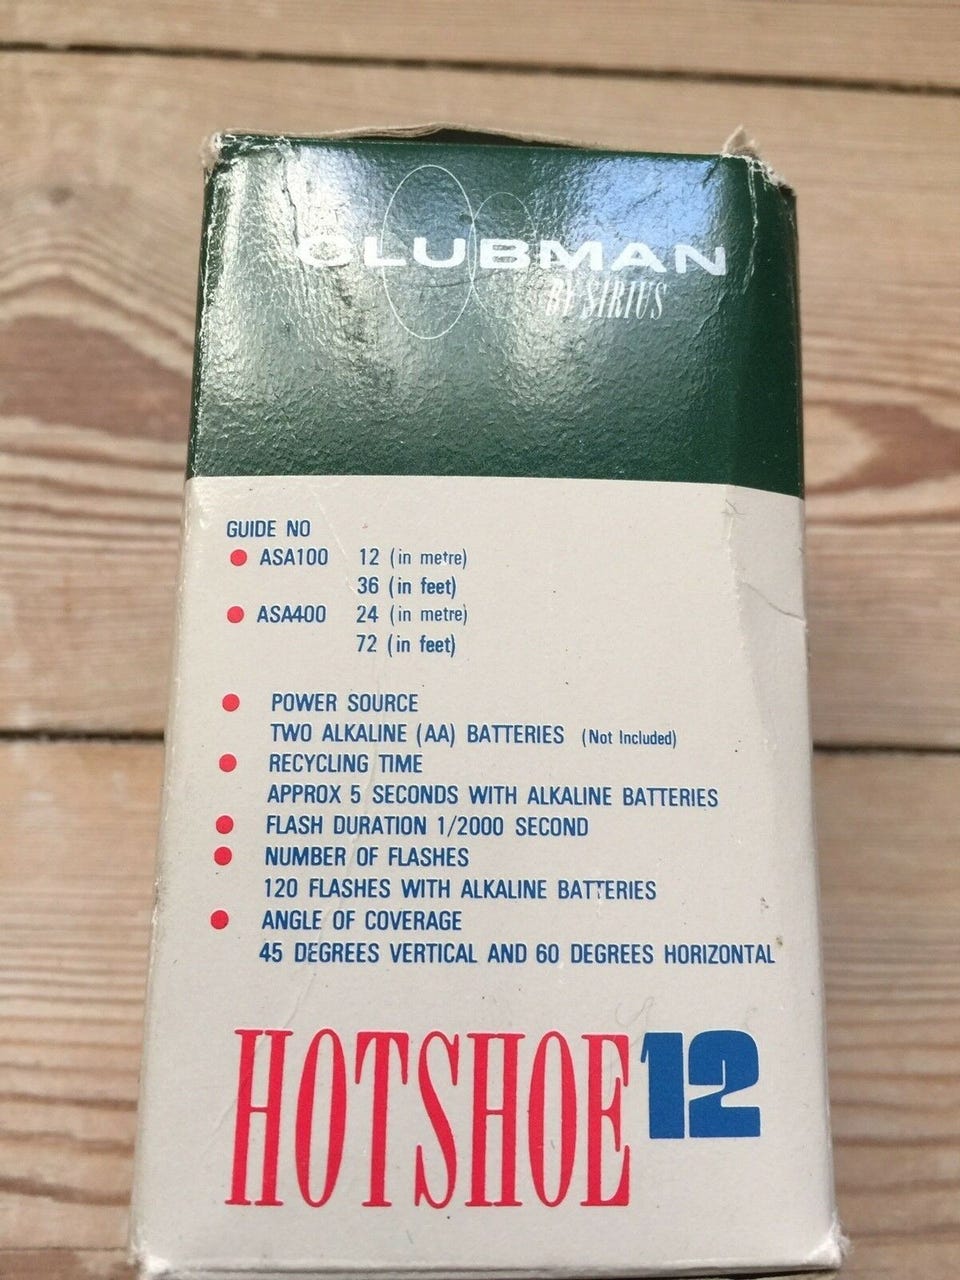 CLUBMAN
BY SIRIUS
GUIDE NO
ASA100 12 (in metre)
36 (in feet)
ASA400 24 (in metre)
72 (in feet)
POWER SOURCE
TWO ALKALINE (AA) BATTERIES (Not Included)
RECYCLING TIME
APPROX 5 SECONDS WITH ALKALINE BATTERIES
FLASH DURATION 1/2000 SECOND
NUMBER OF FLASHES
120 FLASHES WITH ALKALINE BATTERIES
ANGLE OF COVERAGE
45 DEGREES VERTICAL AND 60 DEGREES HORIZONTAL
HOTSHOE 12